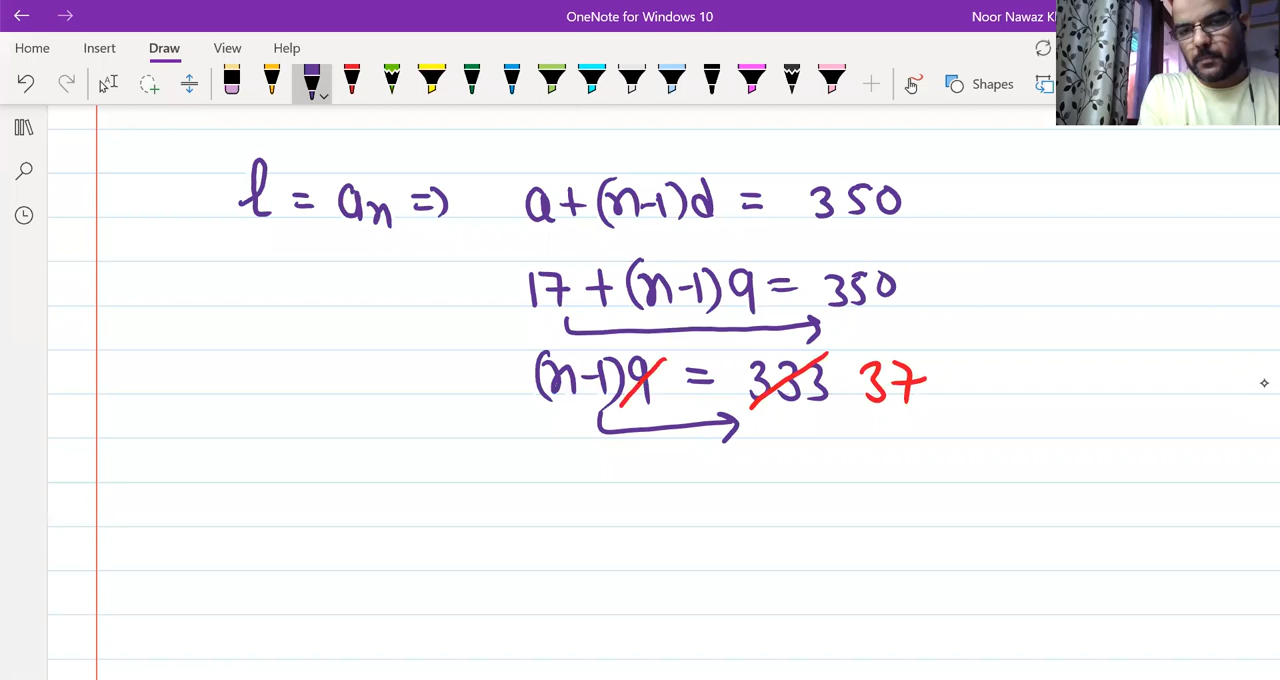 OneNote for Windows 10
Noor Nawaz Kh
Home Insert Draw View Help
Shapes
l = an ⇒ a+(n-1)d = 350
17 + (n-1)9 = 350
(n-1)9 = 333 37